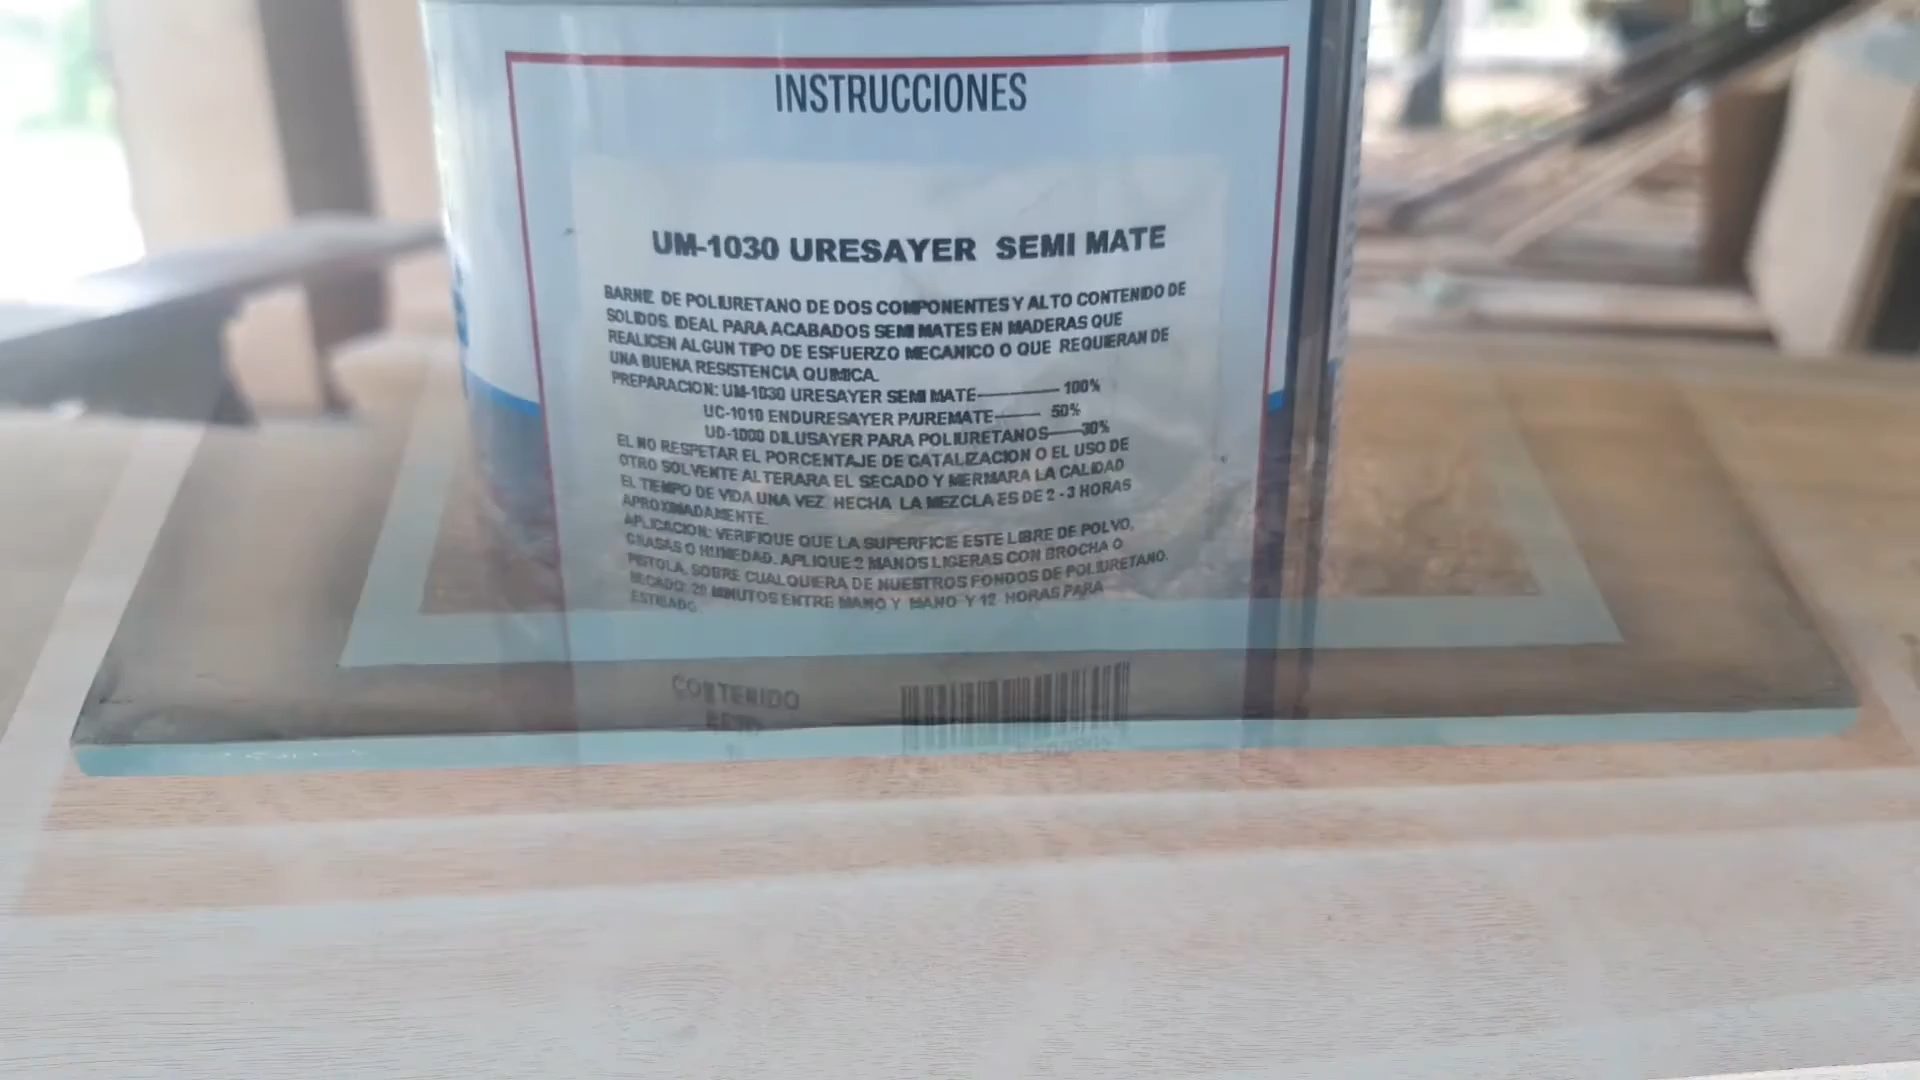 INSTRUCCIONES
UM-1030 URESAYER SEMI MATE
BARNIZ DE POLIURETANO DE DOS COMPONENTES Y ALTO CONTENIDO DE
SOLIDOS. IDEAL PARA ACABADOS SEMI MATES EN MADERAS QUE
REALICEN ALGUN TIPO DE ESFUERZO MECANICO O QUE REQUIERAN DE
UNA BUENA RESISTENCIA QUIMICA.
PREPARACION: UM-1030 URESAYER SEMI MATE———— 100%
UC-1010 ENDURESAYER P/UREMATE—— 50%
UD-1000 DILUSAYER PARA POLIURETANOS——30%
EL NO RESPETAR EL PORCENTAJE DE CATALIZACION O EL USO DE
OTRO SOLVENTE ALTERARA EL SECADO Y MERMARA LA CALIDAD
EL TIEMPO DE VIDA UNA VEZ HECHA LA MEZCLA ES DE 2 - 3 HORAS
APROXIMADAMENTE.
APLICACION: VERIFIQUE QUE LA SUPERFICIE ESTE LIBRE DE POLVO,
GRASAS O HUMEDAD. APLIQUE 2 MANOS LIGERAS CON BROCHA O
PISTOLA, SOBRE CUALQUIERA DE NUESTROS FONDOS DE POLIURETANO.
SECADO: 20 MINUTOS ENTRE MANO Y MANO Y 12 HORAS PARA
ESTIBADO.
CONTENIDO